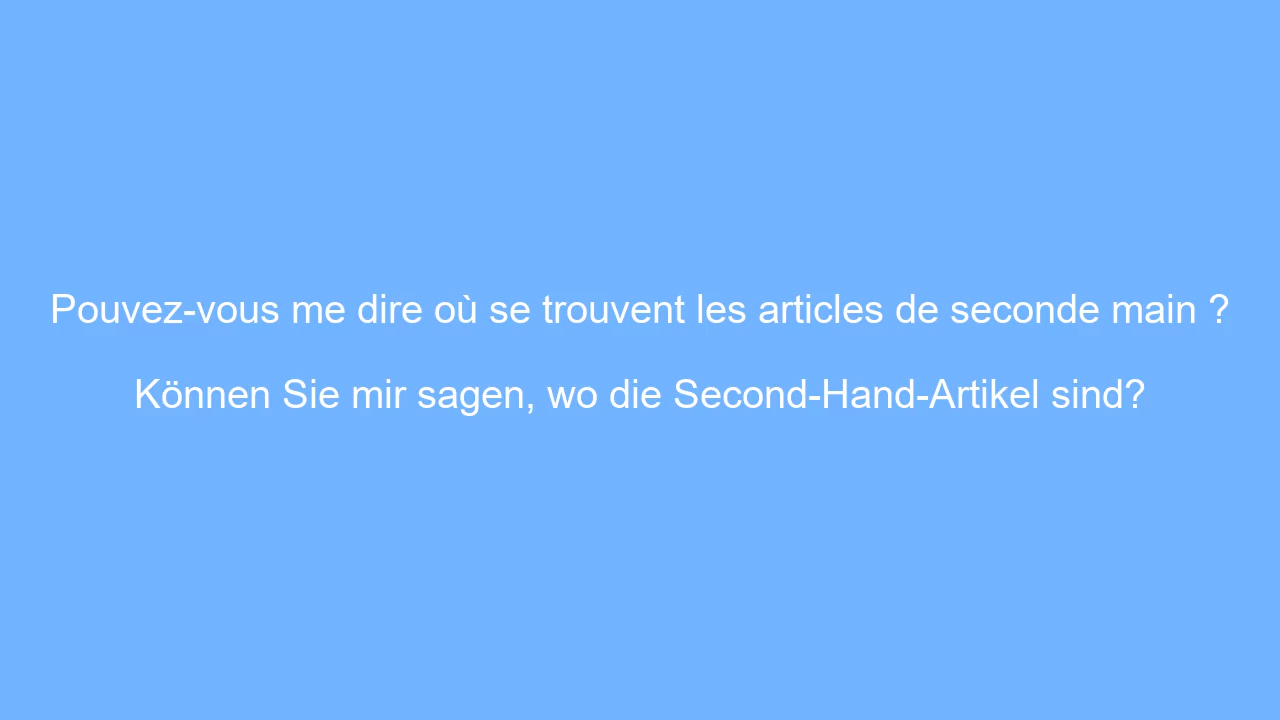 Pouvez-vous me dire où se trouvent les articles de seconde main ?
Können Sie mir sagen, wo die Second-Hand-Artikel sind?